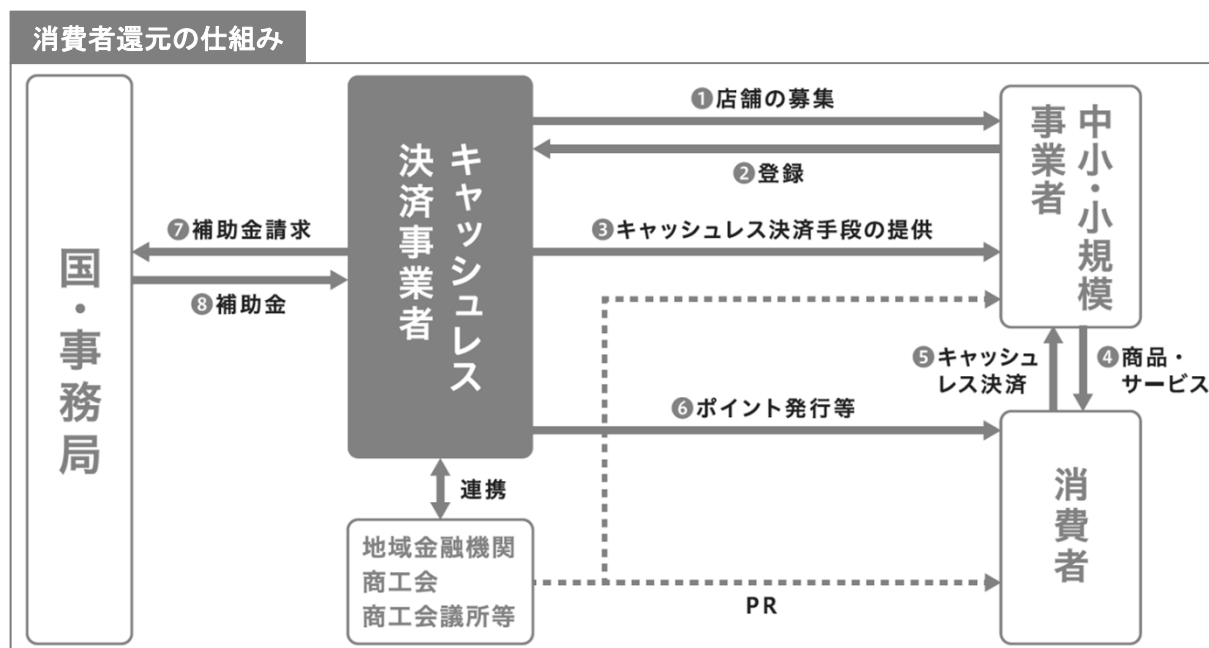 消費者還元の仕組み
国・事務局
❼補助金請求
❽補助金
キャッシュレス
決済事業者
❶店舗の募集
❷登録
❸キャッシュレス決済手段の提供
中小・小規模
事業者
❺キャッシュ
レス決済
❹商品・
サービス
❻ポイント発行等
連携
地域金融機関
商工会
商工会議所等
PR
消費者